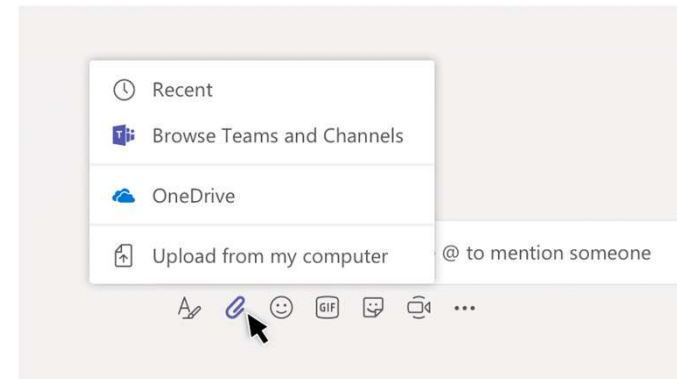 Recent
Browse Teams and Channels
OneDrive
Upload from my computer
@ to mention someone
GIF